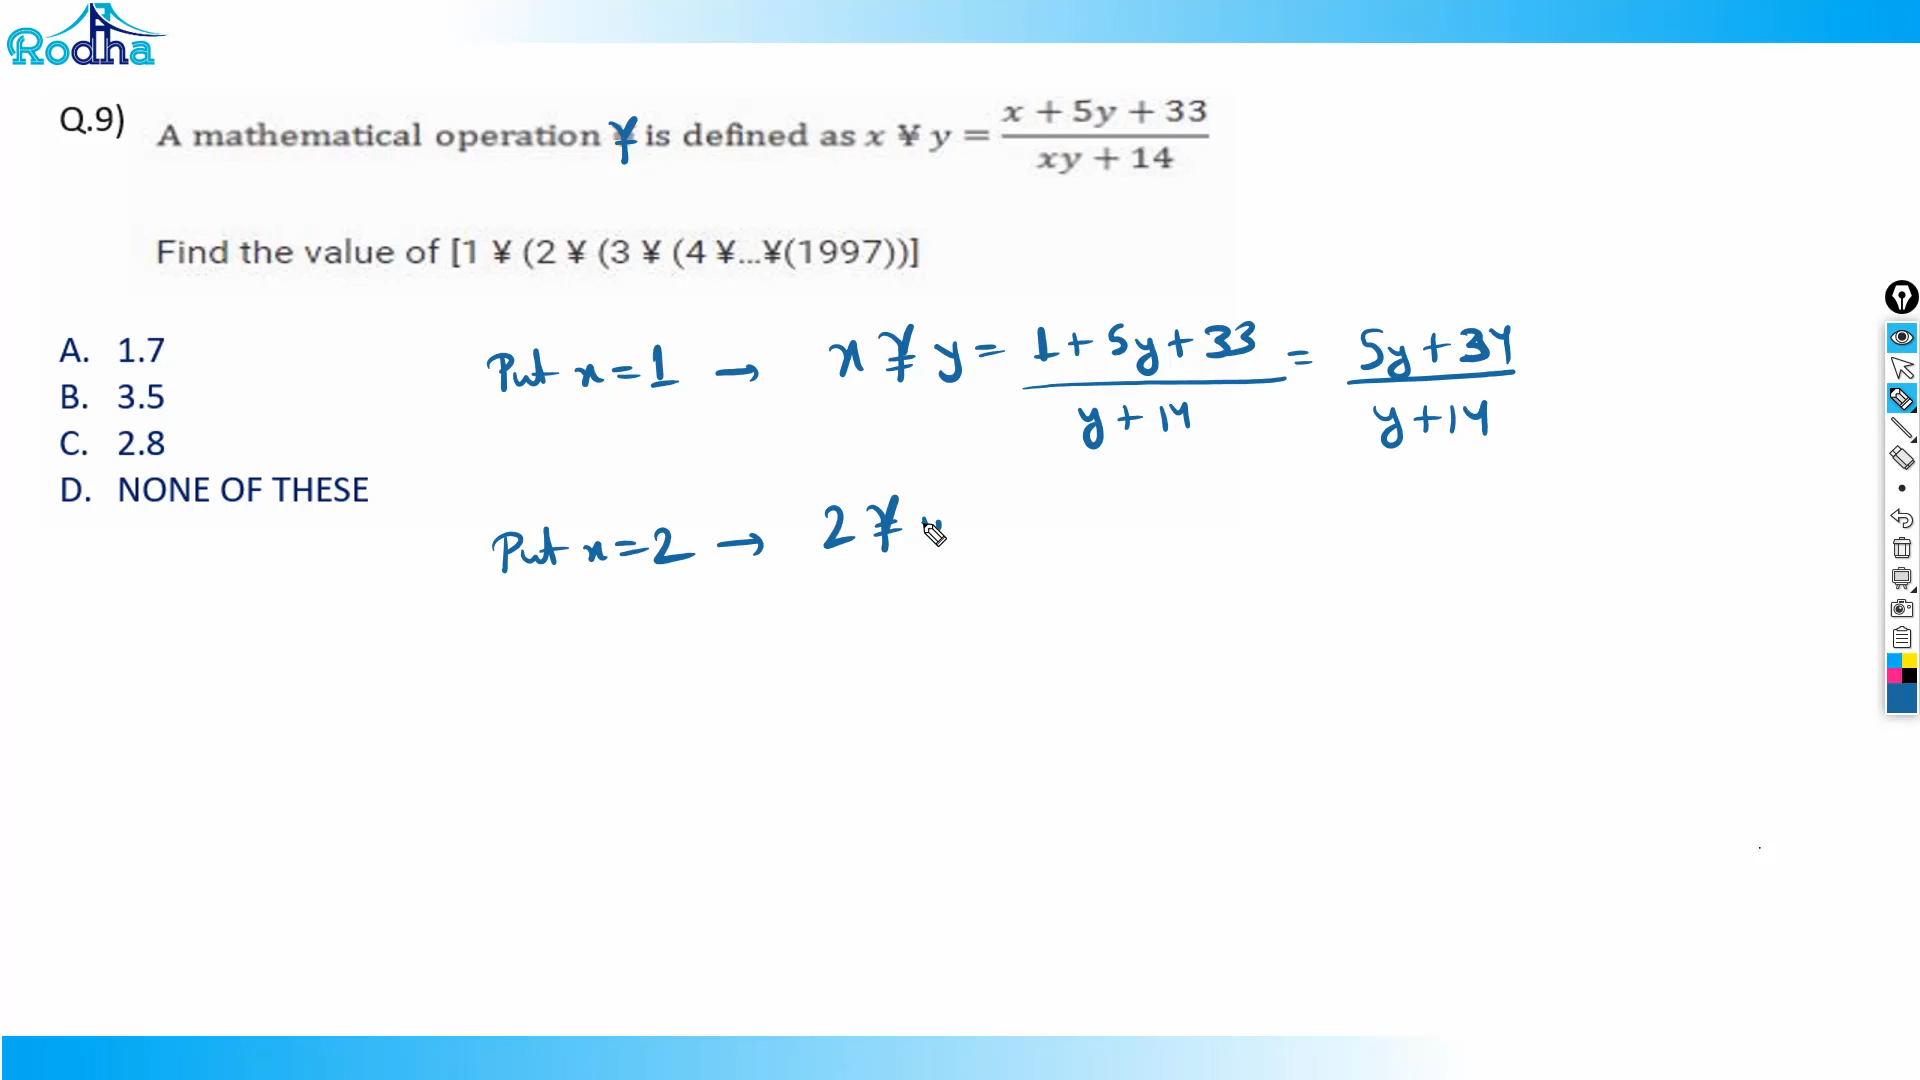 Rodha
Q.9) A mathematical operation ¥ is defined as x ¥ y = x + 5y + 33 / xy + 14
Find the value of [1 ¥ (2 ¥ (3 ¥ (4 ¥...¥(1997))]
A. 1.7
B. 3.5
C. 2.8
D. NONE OF THESE
Put x = 1 → x ¥ y = 1 + 5y + 33 / y + 14 = 5y + 34 / y + 14
Put x = 2 → 2 ¥